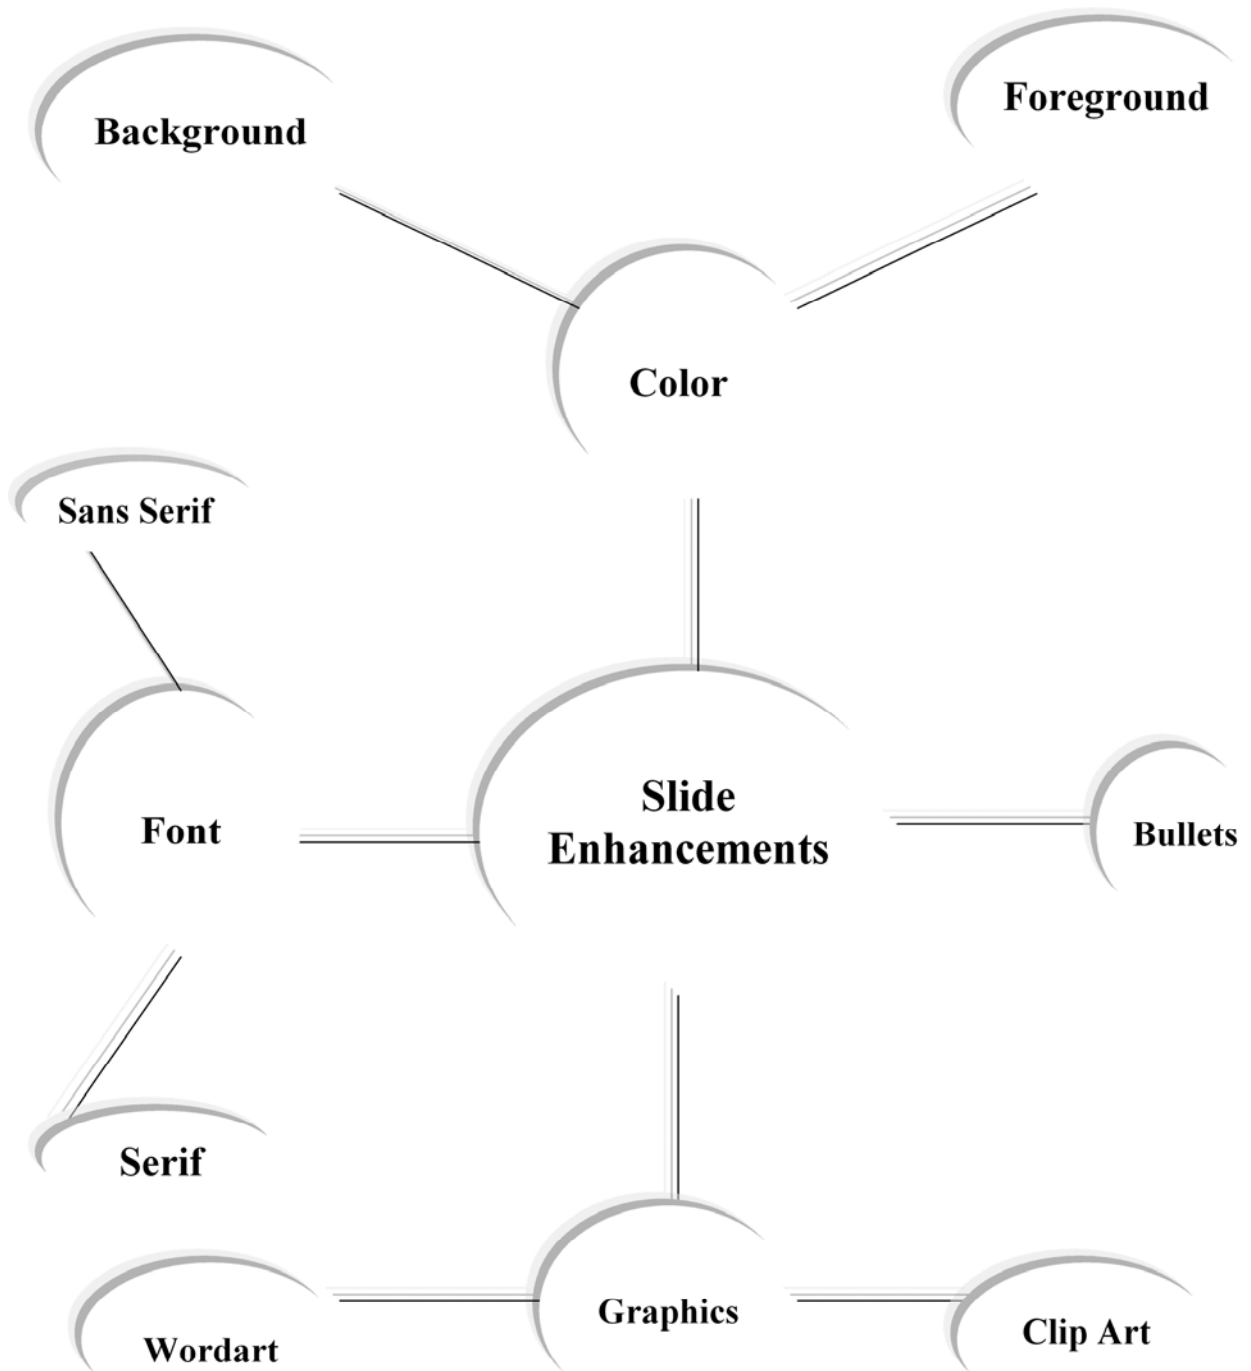 Background
Foreground
Color
Sans Serif
Font
Slide
Enhancements
Bullets
Serif
Wordart
Graphics
Clip Art